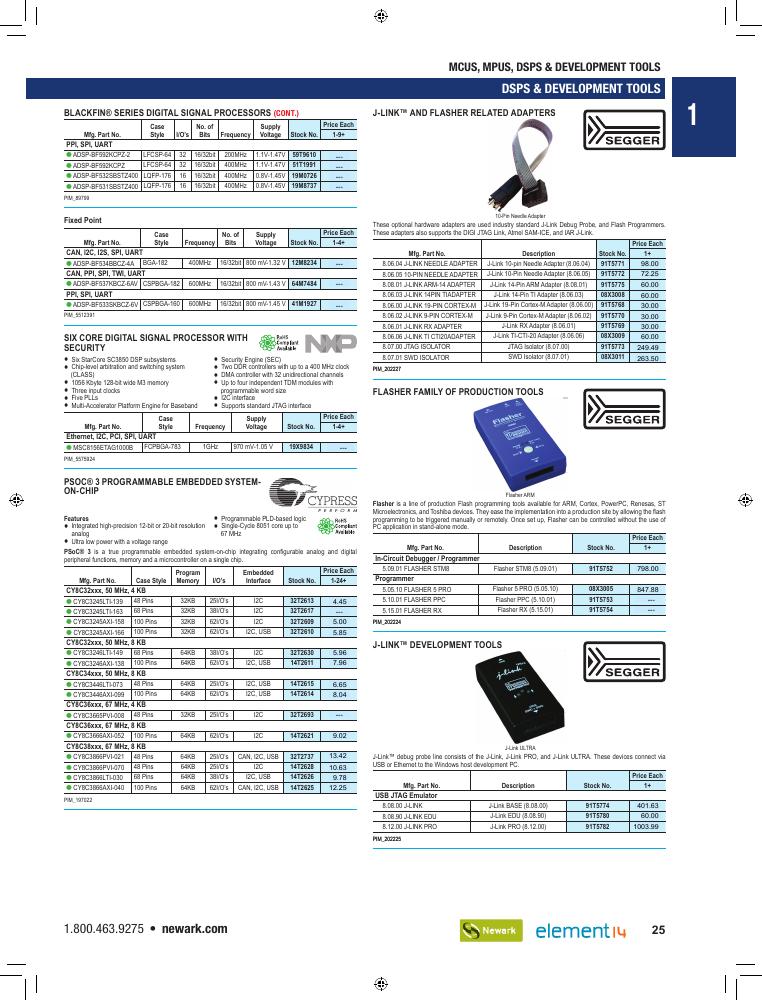 MCUS, MPUS, DSPS & DEVELOPMENT TOOLS
DSPS & DEVELOPMENT TOOLS
1
BLACKFIN® SERIES DIGITAL SIGNAL PROCESSORS (CONT.)
Mfg. Part No. Case Style I/O's No. of Bits Frequency Supply Voltage Stock No. Price Each 1-9+
PPI, SPI, UART
ADSP-BF592KCPZ-2 LFCSP-64 32 16/32bit 200MHz 1.1V-1.47V 59T9610 ---
ADSP-BF592KCPZ LFCSP-64 32 16/32bit 400MHz 1.1V-1.47V 51T1991 ---
ADSP-BF532SBSTZ400 LQFP-176 16 16/32bit 400MHz 0.8V-1.45V 19M0726 ---
ADSP-BF531SBSTZ400 LQFP-176 16 16/32bit 400MHz 0.8V-1.45V 19M8737 ---
PIM_89799
Fixed Point
Mfg. Part No. Case Style Frequency No. of Bits Supply Voltage Stock No. Price Each 1-4+
CAN, I2C, I2S, SPI, UART
ADSP-BF534BBCZ-4A BGA-182 400MHz 16/32bit 800 mV-1.32 V 12M8234 ---
CAN, PPI, SPI, TWI, UART
ADSP-BF537KBCZ-6AV CSPBGA-182 600MHz 16/32bit 800 mV-1.43 V 64M7484 ---
PPI, SPI, UART
ADSP-BF533SKBCZ-6V CSPBGA-160 600MHz 16/32bit 800 mV-1.45 V 41M1927 ---
PIM_5512391
SIX CORE DIGITAL SIGNAL PROCESSOR WITH
SECURITY
RoHS Compliant Available
NXP
• Six StarCore SC3850 DSP subsystems
• Chip-level arbitration and switching system
(CLASS)
• 1056 Kbyte 128-bit wide M3 memory
• Three input clocks
• Five PLLs
• Multi-Accelerator Platform Engine for Baseband
• Security Engine (SEC)
• Two DDR controllers with up to a 400 MHz clock
• DMA controller with 32 unidirectional channels
• Up to four independent TDM modules with
programmable word size
• I2C interface
• Supports standard JTAG interface
Mfg. Part No. Case Style Frequency Supply Voltage Stock No. Price Each 1-4+
Ethernet, I2C, PCI, SPI, UART
MSC8156ETAG1000B FCPBGA-783 1GHz 970 mV-1.05 V 19X9834 ---
PIM_5575924
PSOC® 3 PROGRAMMABLE EMBEDDED SYSTEM-
ON-CHIP
CYPRESS
PERFORM
Features
• Integrated high-precision 12-bit or 20-bit resolution
analog
• Ultra low power with a voltage range
• Programmable PLD-based logic
• Single-Cycle 8051 core up to
67 MHz
RoHS Compliant Available
PSoC® 3 is a true programmable embedded system-on-chip integrating configurable analog and digital
peripheral functions, memory and a microcontroller on a single chip.
Mfg. Part No. Case Style Program Memory I/O's Embedded Interface Stock No. Price Each 1-24+
CY8C32xxx, 50 MHz, 4 KB
CY8C3245LTI-139 48 Pins 32KB 25I/O's I2C 32T2613 4.45
CY8C3245LTI-163 68 Pins 32KB 38I/O's I2C 32T2617 ---
CY8C3245AXI-158 100 Pins 32KB 62I/O's I2C 32T2609 5.00
CY8C3245AXI-166 100 Pins 32KB 62I/O's I2C, USB 32T2610 5.85
CY8C32xxx, 50 MHz, 8 KB
CY8C3246LTI-149 68 Pins 64KB 38I/O's I2C 32T2630 5.96
CY8C3246AXI-138 100 Pins 64KB 62I/O's I2C, USB 14T2611 7.96
CY8C34xxx, 50 MHz, 8 KB
CY8C3446LTI-073 48 Pins 64KB 25I/O's I2C, USB 14T2615 6.65
CY8C3446AXI-099 100 Pins 64KB 62I/O's I2C, USB 14T2614 8.04
CY8C36xxx, 67 MHz, 4 KB
CY8C3665PVI-008 48 Pins 32KB 25I/O's I2C 32T2693 ---
CY8C36xxx, 67 MHz, 8 KB
CY8C3666AXI-052 100 Pins 64KB 62I/O's I2C 14T2621 9.02
CY8C38xxx, 67 MHz, 8 KB
CY8C3866PVI-021 48 Pins 64KB 25I/O's CAN, I2C, USB 32T2737 13.42
CY8C3866PVI-070 48 Pins 64KB 25I/O's I2C, USB 14T2628 10.63
CY8C3866LTI-030 68 Pins 64KB 38I/O's I2C, USB 14T2626 9.78
CY8C3866AXI-040 100 Pins 64KB 62I/O's CAN, I2C, USB 14T2625 12.25
PIM_197022
J-LINK™ AND FLASHER RELATED ADAPTERS
SEGGER
10-Pin Needle Adapter
These optional hardware adapters are used industry standard J-Link Debug Probe, and Flash Programmers.
These adapters also supports the DIGI JTAG Link, Atmel SAM-ICE, and IAR J-Link.
Mfg. Part No. Description Stock No. Price Each 1+
8.06.04 J-LINK NEEDLE ADAPTER J-Link 10-pin Needle Adapter (8.06.04) 91T5771 98.00
8.06.05 10-PIN NEEDLE ADAPTER J-Link 10-Pin Needle Adapter (8.06.05) 91T5772 72.25
8.08.01 J-LINK ARM-14 ADAPTER J-Link 14-Pin ARM Adapter (8.08.01) 91T5775 60.00
8.06.03 J-LINK 14PIN TIADAPTER J-Link 14-Pin TI Adapter (8.06.03) 08X3008 60.00
8.06.00 J-LINK 19-PIN CORTEX-M J-Link 19-Pin Cortex-M Adapter (8.06.00) 91T5768 30.00
8.06.02 J-LINK 9-PIN CORTEX-M J-Link 9-Pin Cortex-M Adapter (8.06.02) 91T5770 30.00
8.06.01 J-LINK RX ADAPTER J-Link RX Adapter (8.06.01) 91T5769 30.00
8.06.06 J-LINK TI CTI20ADAPTER J-Link TI-CTI-20 Adapter (8.06.06) 08X3009 60.00
8.07.00 JTAG ISOLATOR JTAG Isolator (8.07.00) 91T5773 249.49
8.07.01 SWD ISOLATOR SWD Isolator (8.07.01) 08X3011 263.50
PIM_202227
FLASHER FAMILY OF PRODUCTION TOOLS
Flasher
SEGGER
Flasher ARM
Flasher is a line of production Flash programming tools available for ARM, Cortex, PowerPC, Renesas, ST
Microelectronics, and Toshiba devices. They ease the implementation into a production site by allowing the flash
programming to be triggered manually or remotely. Once set up, Flasher can be controlled without the use of
PC application in stand-alone mode.
Mfg. Part No. Description Stock No. Price Each 1+
In-Circuit Debugger / Programmer
5.09.01 FLASHER STM8 Flasher STM8 (5.09.01) 91T5752 798.00
Programmer
5.05.10 FLASHER 5 PRO Flasher 5 PRO (5.05.10) 08X3005 847.88
5.10.01 FLASHER PPC Flasher PPC (5.10.01) 91T5753 ---
5.15.01 FLASHER RX Flasher RX (5.15.01) 91T5754 ---
PIM_202224
J-LINK™ DEVELOPMENT TOOLS
J-Link
SEGGER
J-Link ULTRA
J-Link™ debug probe line consists of the J-Link, J-Link PRO, and J-Link ULTRA. These devices connect via
USB or Ethernet to the Windows host development PC.
Mfg. Part No. Description Stock No. Price Each 1+
USB JTAG Emulator
8.08.00 J-LINK J-Link BASE (8.08.00) 91T5774 401.63
8.08.90 J-LINK EDU J-Link EDU (8.08.90) 91T5780 60.00
8.12.00 J-LINK PRO J-Link PRO (8.12.00) 91T5782 1003.99
PIM_202225
1.800.463.9275 • newark.com
Newark
element14
25